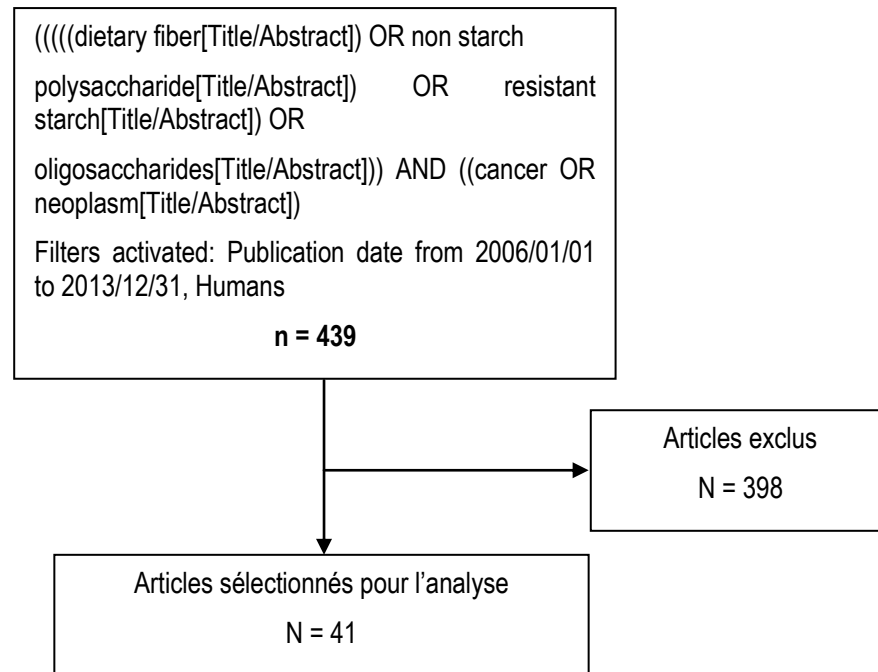 (((((dietary fiber[Title/Abstract]) OR non starch
polysaccharide[Title/Abstract]) OR resistant
starch[Title/Abstract]) OR
oligosaccharides[Title/Abstract])) AND ((cancer OR
neoplasm[Title/Abstract])
Filters activated: Publication date from 2006/01/01
to 2013/12/31, Humans
n = 439
Articles exclus
N = 398
Articles sélectionnés pour l’analyse
N = 41